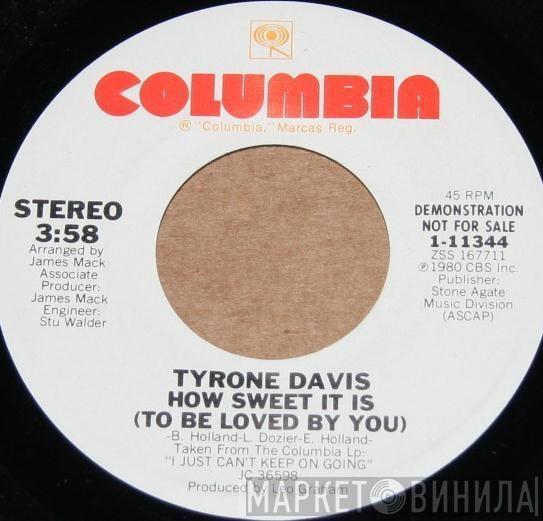 COLUMBIA
® "Columbia," Marcas Reg.
STEREO
3:58
Arranged by
James Mack
Associate
Producer:
James Mack
Engineer:
Stu Walder
45 RPM
DEMONSTRATION
NOT FOR SALE
1-11344
ZSS 167711
℗ 1980 CBS Inc.
Publisher:
Stone Agate
Music Division
(ASCAP)
TYRONE DAVIS
HOW SWEET IT IS
(TO BE LOVED BY YOU)
-B. Holland-L. Dozier-E. Holland-
Taken From The Columbia Lp:
"I JUST CAN'T KEEP ON GOING"
JC 36598
Produced by Leo Graham
МАРКЕТ ВИНИЛА